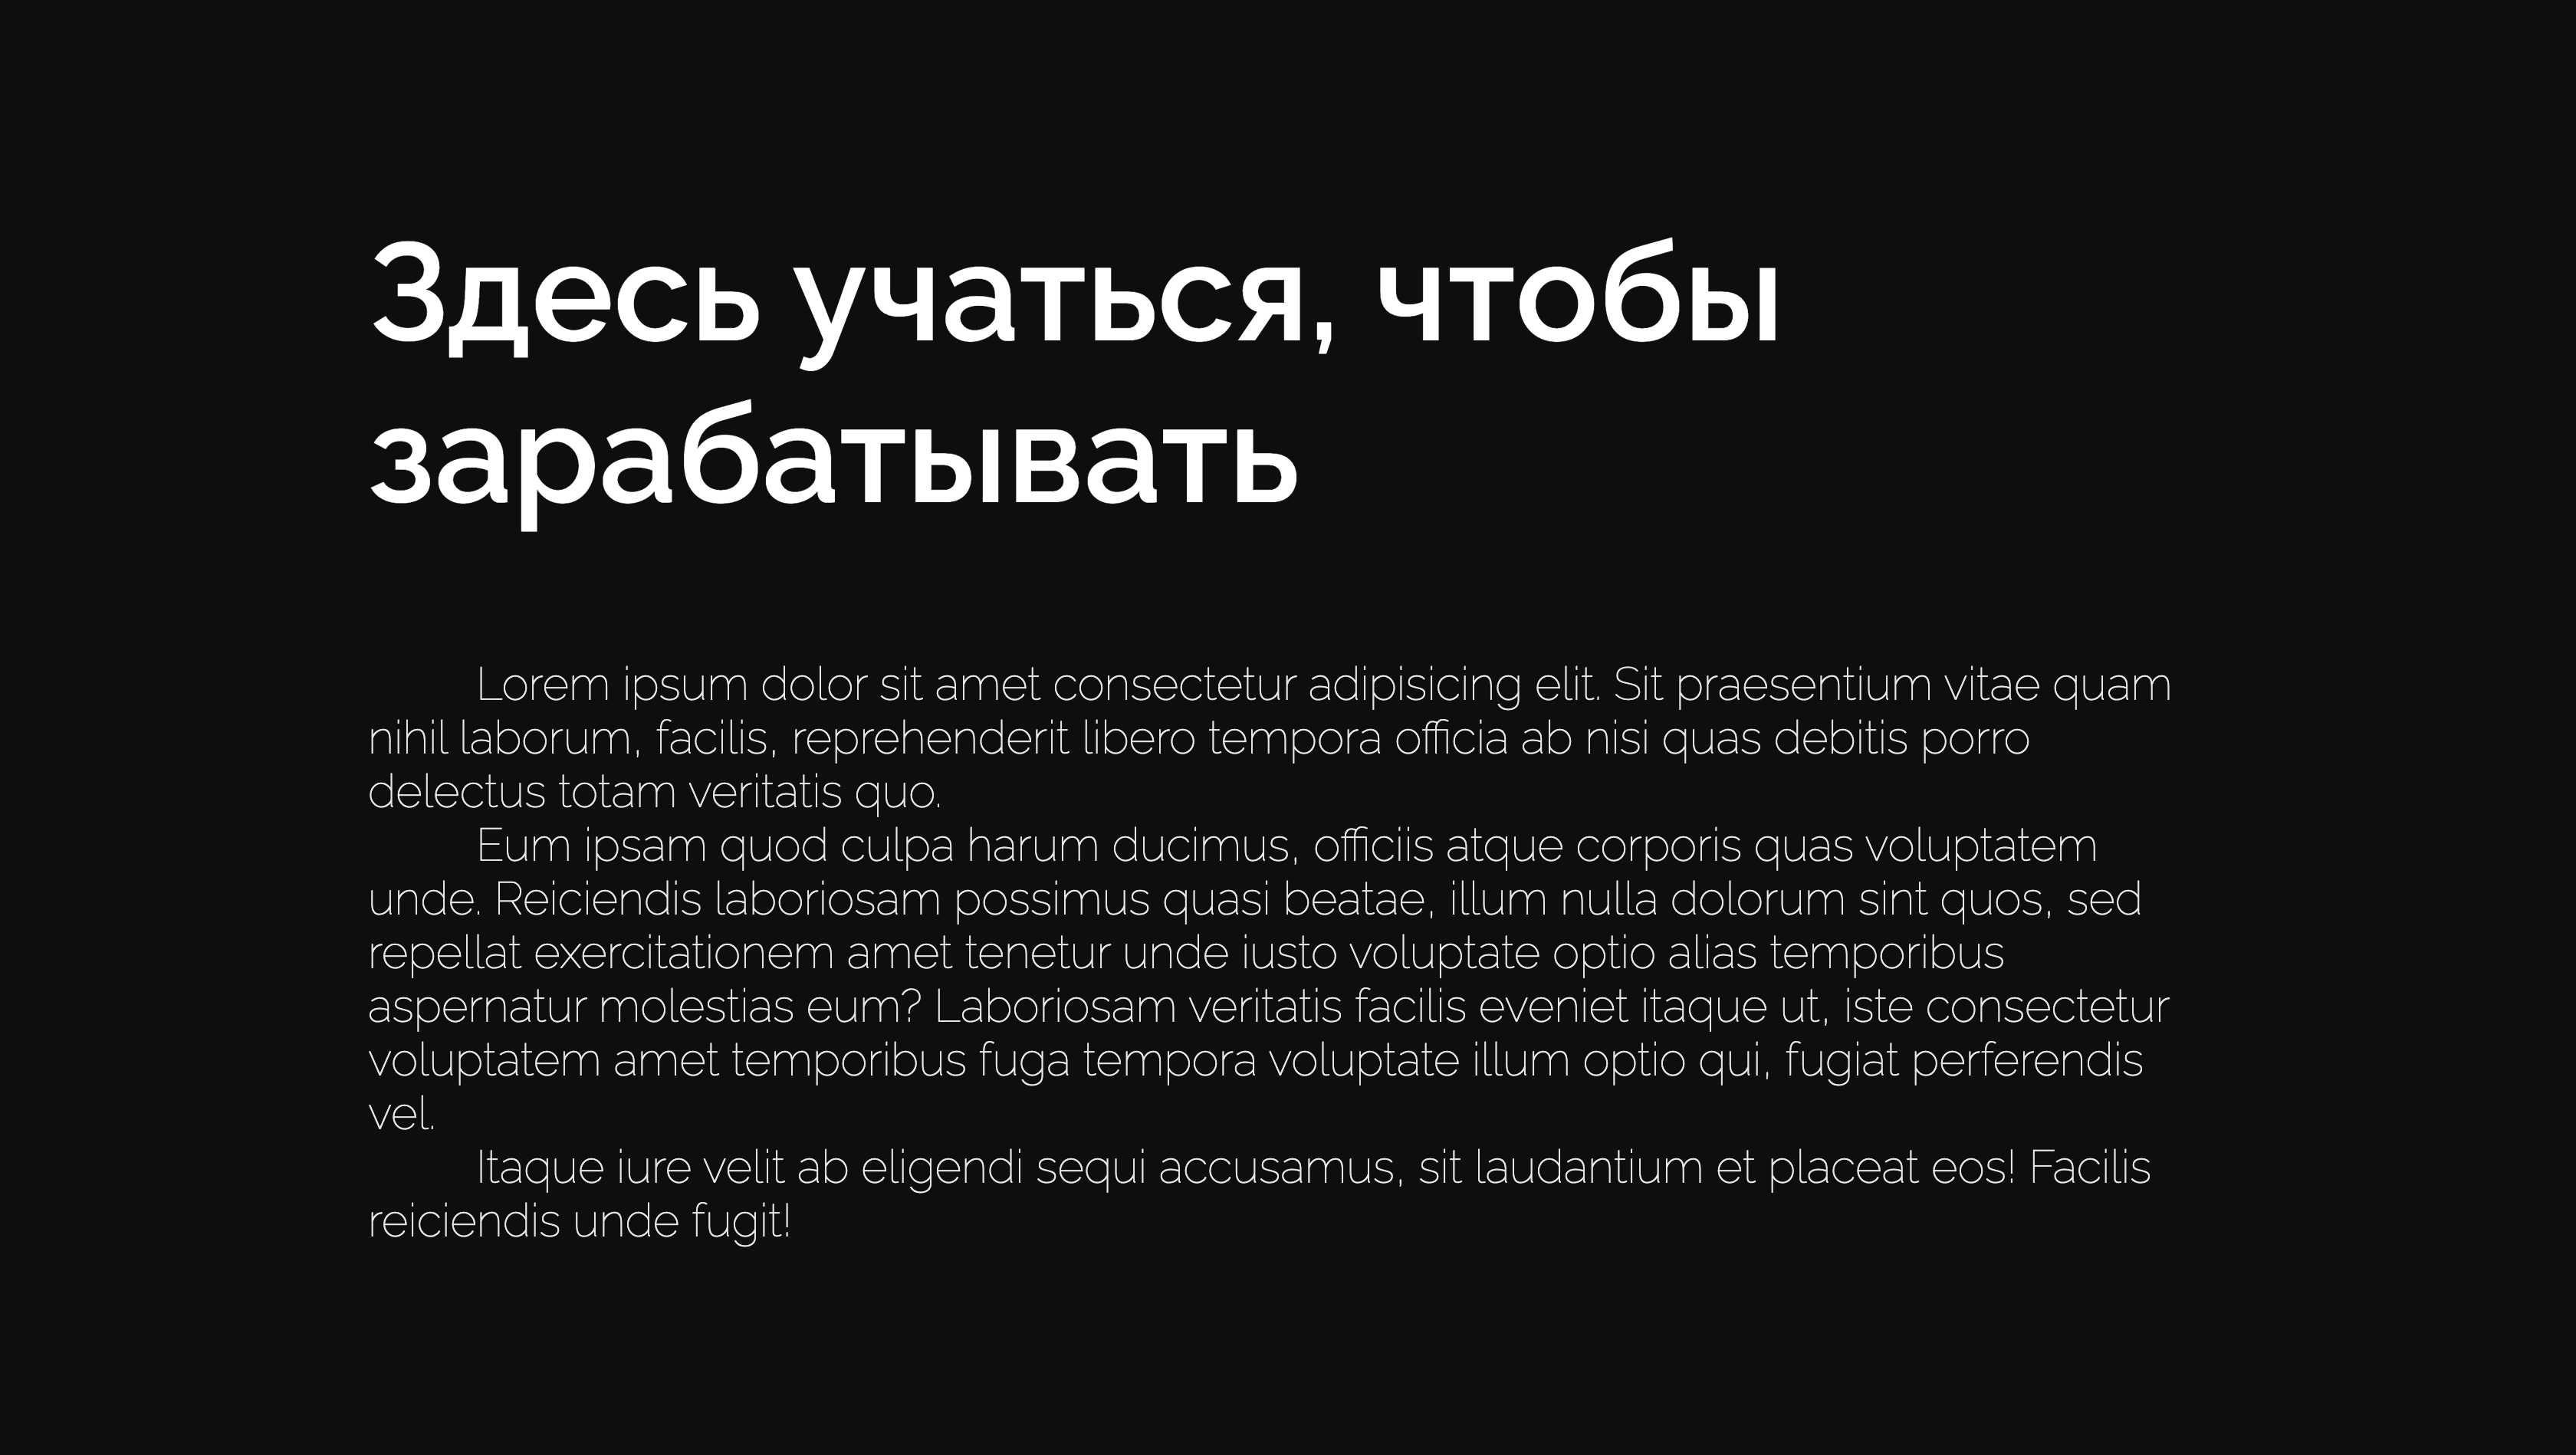 Здесь учаться, чтобы
зарабатывать
Lorem ipsum dolor sit amet consectetur adipisicing elit. Sit praesentium vitae quam
nihil laborum, facilis, reprehenderit libero tempora officia ab nisi quas debitis porro
delectus totam veritatis quo.
Eum ipsam quod culpa harum ducimus, officiis atque corporis quas voluptatem
unde. Reiciendis laboriosam possimus quasi beatae, illum nulla dolorum sint quos, sed
repellat exercitationem amet tenetur unde iusto voluptate optio alias temporibus
aspernatur molestias eum? Laboriosam veritatis facilis eveniet itaque ut, iste consectetur
voluptatem amet temporibus fuga tempora voluptate illum optio qui, fugiat perferendis
vel.
Itaque iure velit ab eligendi sequi accusamus, sit laudantium et placeat eos! Facilis
reiciendis unde fugit!